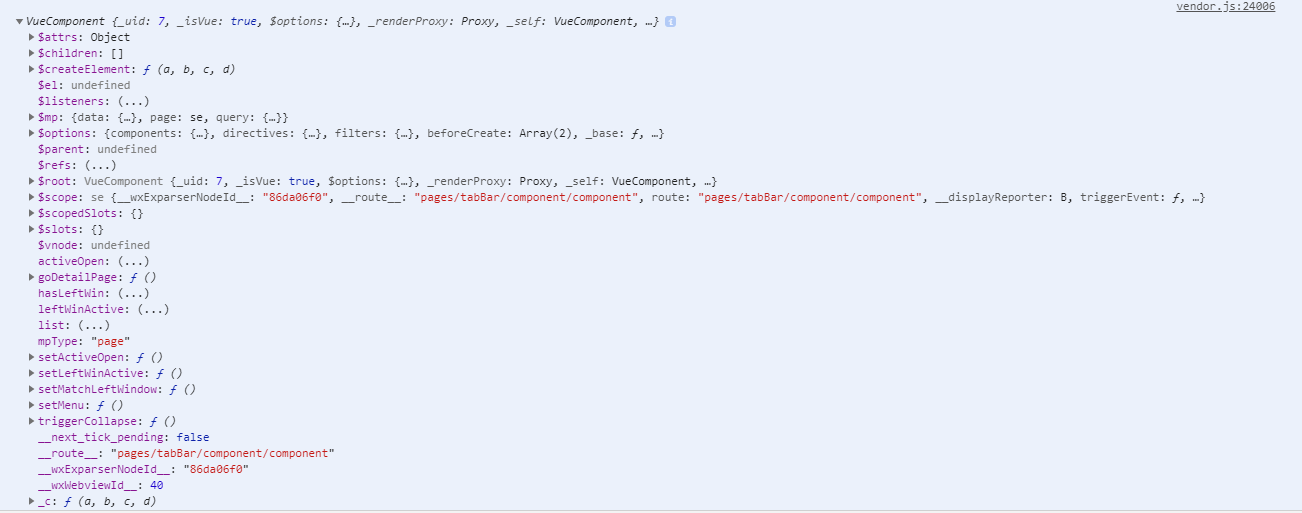 vendor.js:24006
VueComponent {_uid: 7, _isVue: true, $options: {…}, _renderProxy: Proxy, _self: VueComponent, …} i
$attrs: Object
$children: []
$createElement: ƒ (a, b, c, d)
$el: undefined
$listeners: (...)
$mp: {data: {…}, page: se, query: {…}}
$options: {components: {…}, directives: {…}, filters: {…}, beforeCreate: Array(2), _base: ƒ, …}
$parent: undefined
$refs: (...)
$root: VueComponent {_uid: 7, _isVue: true, $options: {…}, _renderProxy: Proxy, _self: VueComponent, …}
$scope: se {__wxExparserNodeId__: "86da06f0", __route__: "pages/tabBar/component/component", route: "pages/tabBar/component/component", __displayReporter: B, triggerEvent: ƒ, …}
$scopedSlots: {}
$slots: {}
$vnode: undefined
activeOpen: (...)
goDetailPage: ƒ ()
hasLeftWin: (...)
leftWinActive: (...)
list: (...)
mpType: "page"
setActiveOpen: ƒ ()
setLeftWinActive: ƒ ()
setMatchLeftWindow: ƒ ()
setMenu: ƒ ()
triggerCollapse: ƒ ()
__next_tick_pending: false
__route__: "pages/tabBar/component/component"
__wxExparserNodeId__: "86da06f0"
__wxWebviewId__: 40
_c: ƒ (a, b, c, d)